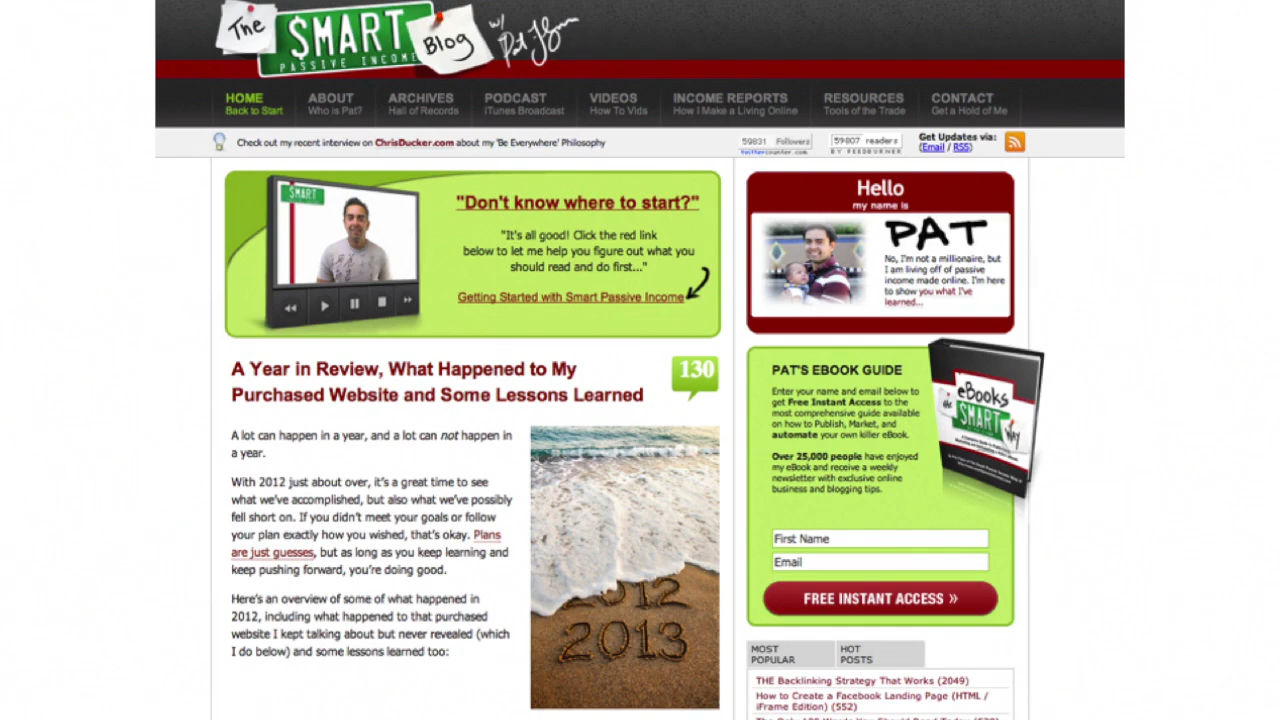 The $MART Blog w/ Pat Flynn
PASSIVE INCOME
HOME ABOUT ARCHIVES PODCAST VIDEOS INCOME REPORTS RESOURCES CONTACT
Back to Start Who is Pat? Hall of Records iTunes Broadcast How To Vids How I Make a Living Online Tools of the Trade Get a Hold of Me
Check out my recent interview on ChrisDucker.com about my 'Be Everywhere' Philosophy
59831 Followers
twittercounter.com
59807 readers
BY FEEDBURNER
Get Updates via:
(Email / RSS)
$MART
"Don't know where to start?"
"It's all good! Click the red link
below to let me help you figure out what you
should read and do first..."
Getting Started with Smart Passive Income
Hello
my name is
PAT
No, I'm not a millionaire, but
I am living off of passive
income made online. I'm here
to show you what I've
learned...
A Year in Review, What Happened to My
Purchased Website and Some Lessons Learned
130
A lot can happen in a year, and a lot can not happen in
a year.
With 2012 just about over, it's a great time to see
what we've accomplished, but also what we've possibly
fell short on. If you didn't meet your goals or follow
your plan exactly how you wished, that's okay. Plans
are just guesses, but as long as you keep learning and
keep pushing forward, you're doing good.
Here's an overview of some of what happened in
2012, including what happened to that purchased
website I kept talking about but never revealed (which
I do below) and some lessons learned too:
2012
2013
PAT'S EBOOK GUIDE
Enter your name and email below to
get Free Instant Access to the
most comprehensive guide available
on how to Publish, Market, and
automate your own killer eBook.
Over 25,000 people have enjoyed
my eBook and receive a weekly
newsletter with exclusive online
business and blogging tips.
eBooks
the $MART WAY
First Name
Email
FREE INSTANT ACCESS »
MOST
POPULAR
HOT
POSTS
THE Backlinking Strategy That Works (2049)
How to Create a Facebook Landing Page (HTML /
iFrame Edition) (552)